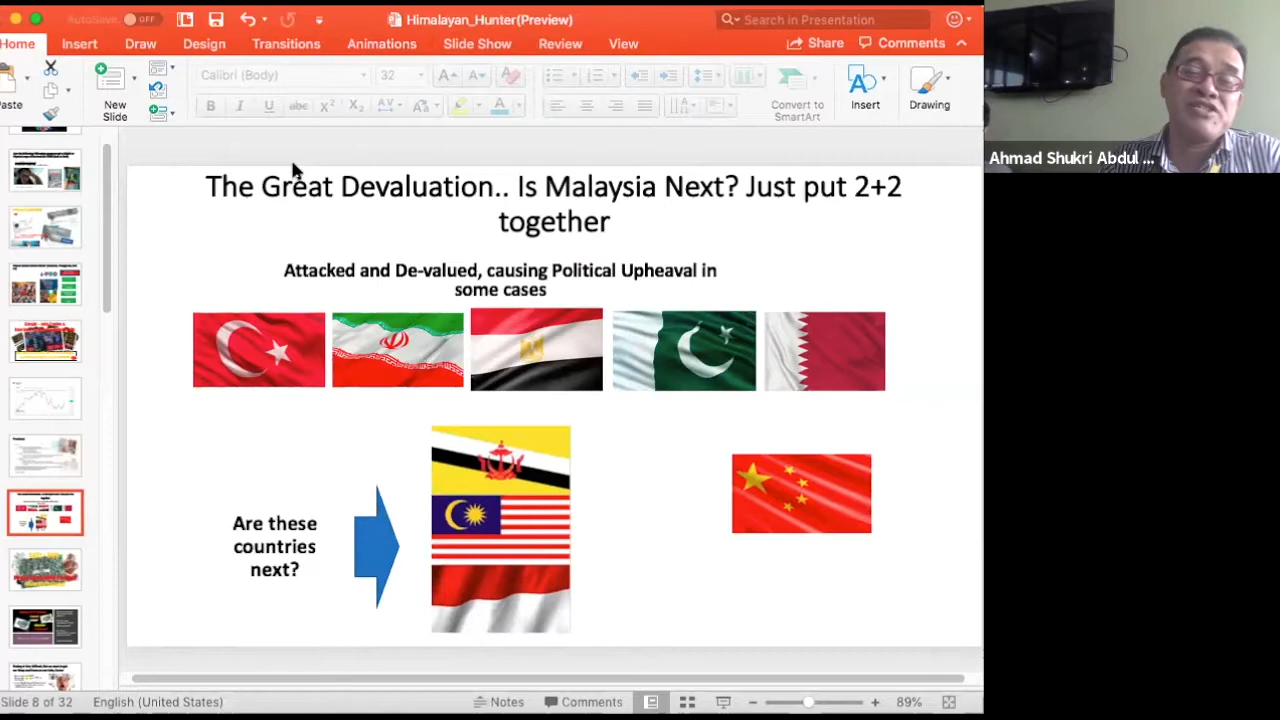 AutoSave
OFF
Himalayan_Hunter(Preview)
Search in Presentation
Home
Insert
Draw
Design
Transitions
Animations
Slide Show
Review
View
Share
Comments
Paste
New
Slide
Calibri (Body)
32
Convert to
SmartArt
Insert
Drawing
Ahmad Shukri Abdul ...
The Great Devaluation.. Is Malaysia Next? Just put 2+2
together
Attacked and De-valued, causing Political Upheaval in
some cases
Are these
countries
next?
Slide 8 of 32
English (United States)
Notes
Comments
89%